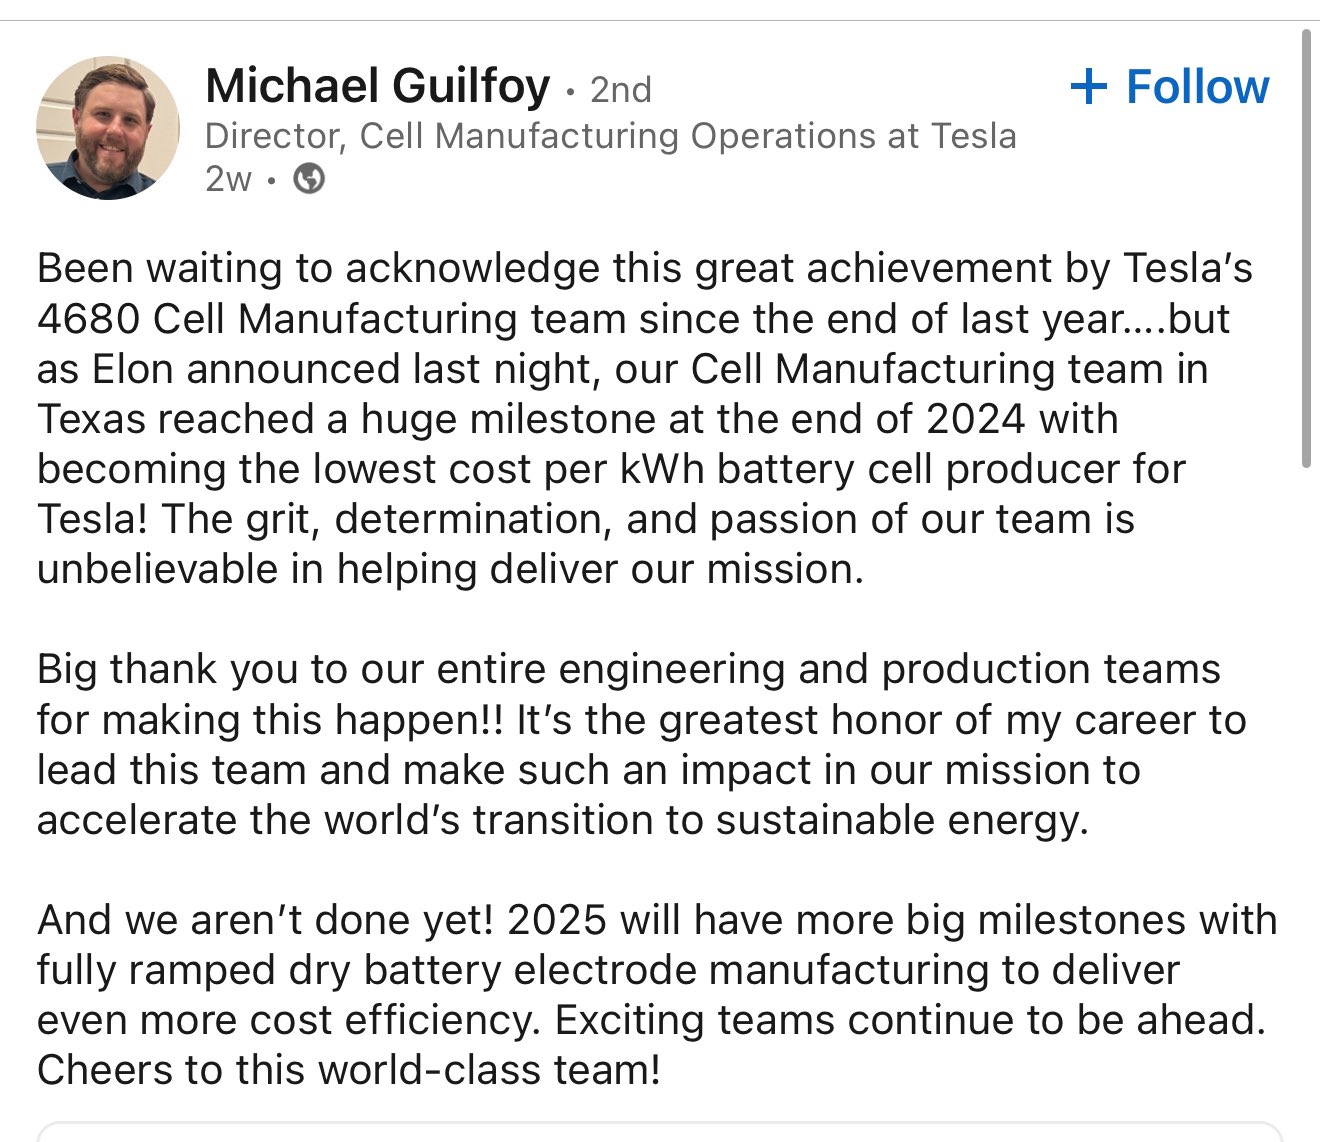 Michael Guilfoy · 2nd
+ Follow
Director, Cell Manufacturing Operations at Tesla
2w ·
Been waiting to acknowledge this great achievement by Tesla’s
4680 Cell Manufacturing team since the end of last year....but
as Elon announced last night, our Cell Manufacturing team in
Texas reached a huge milestone at the end of 2024 with
becoming the lowest cost per kWh battery cell producer for
Tesla! The grit, determination, and passion of our team is
unbelievable in helping deliver our mission.
Big thank you to our entire engineering and production teams
for making this happen!! It’s the greatest honor of my career to
lead this team and make such an impact in our mission to
accelerate the world’s transition to sustainable energy.
And we aren’t done yet! 2025 will have more big milestones with
fully ramped dry battery electrode manufacturing to deliver
even more cost efficiency. Exciting teams continue to be ahead.
Cheers to this world-class team!